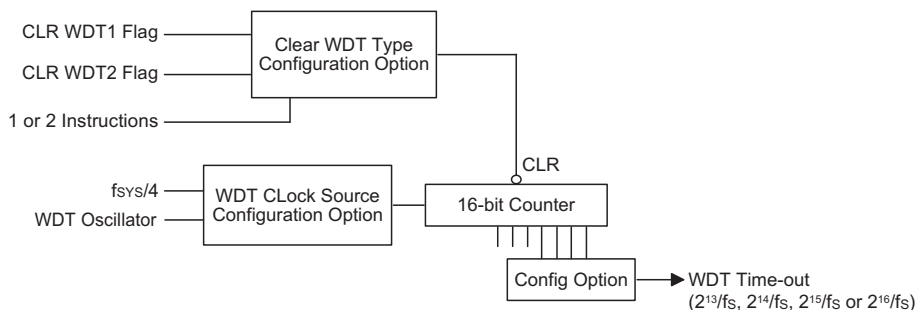 CLR WDT1 Flag
CLR WDT2 Flag
1 or 2 Instructions
Clear WDT Type
Configuration Option
CLR
fSYS/4
WDT Oscillator
WDT CLock Source
Configuration Option
16-bit Counter
Config Option
WDT Time-out
(2¹³/fS, 2¹⁴/fS, 2¹⁵/fS or 2¹⁶/fS)